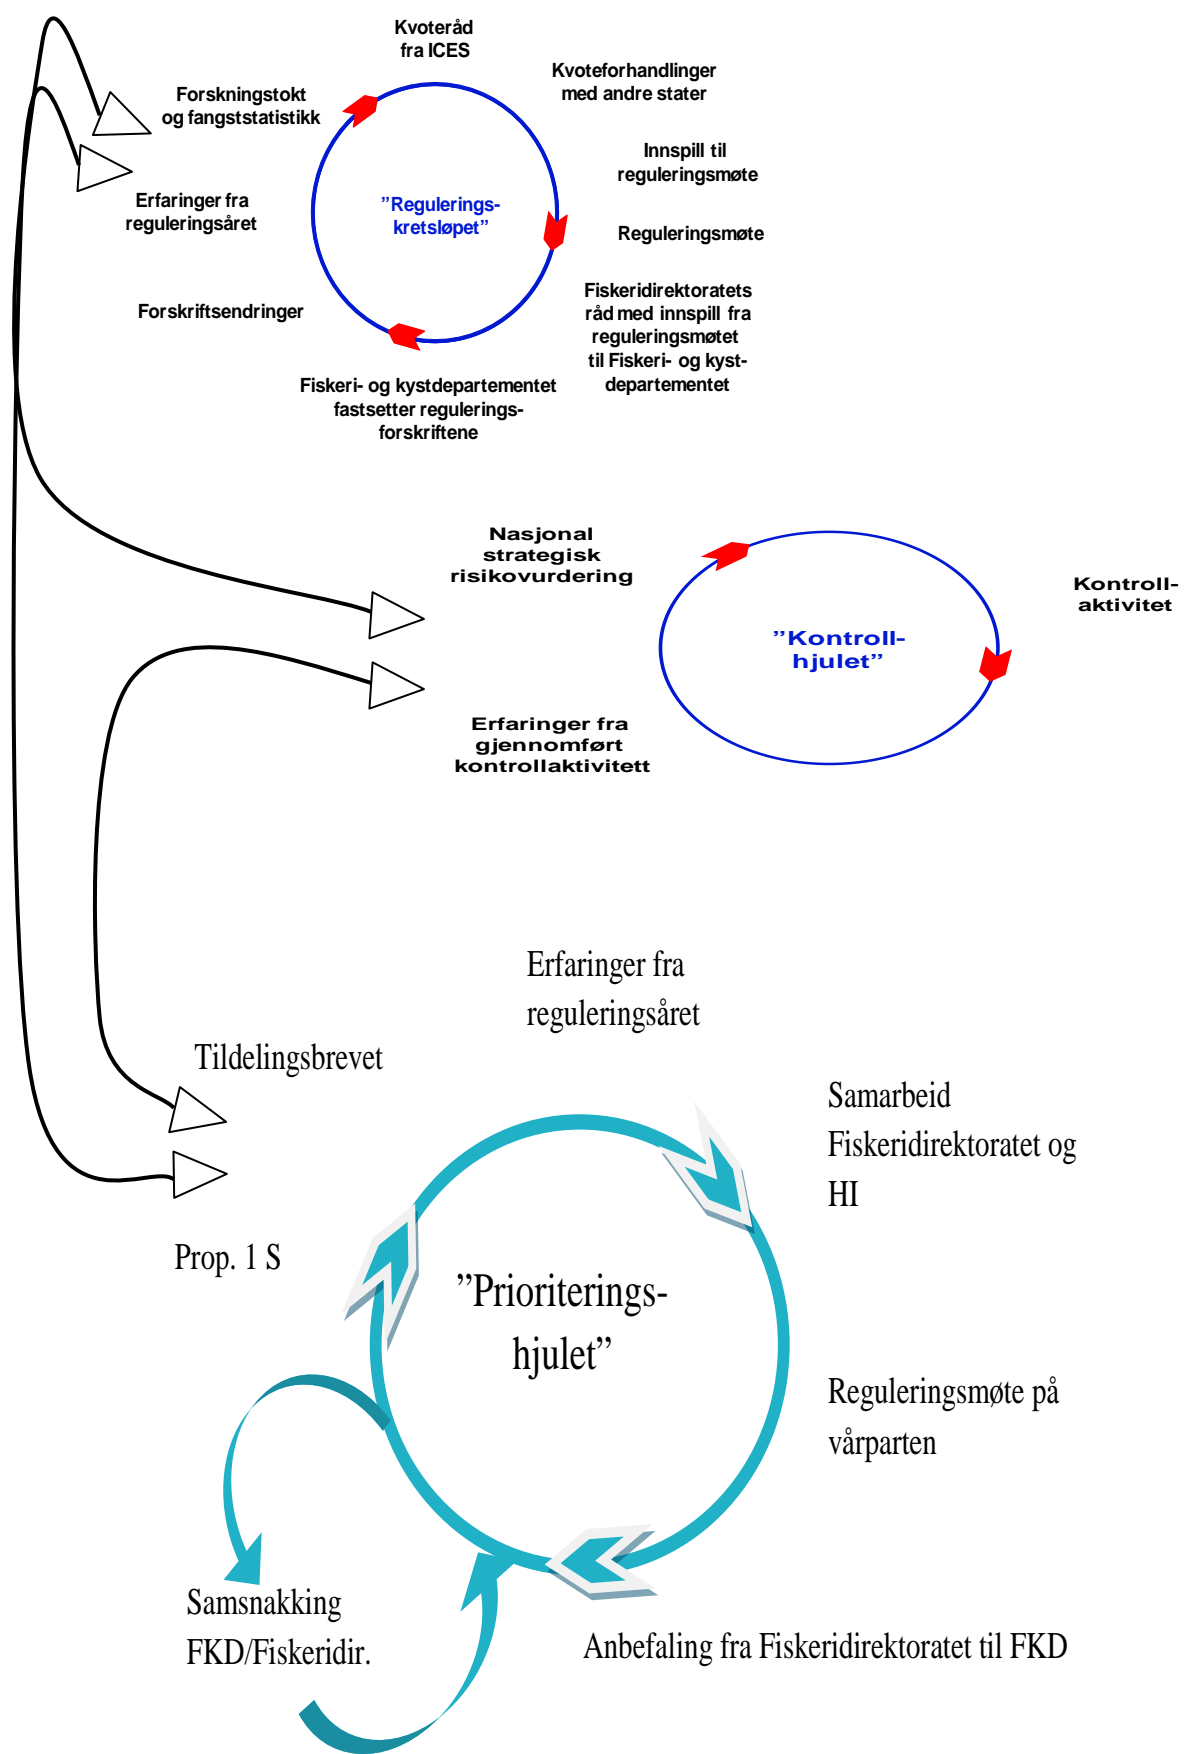 Kvoteråd
fra ICES
Kvoteforhandlinger
med andre stater
Forskningstokt
og fangststatistikk
Innspill til
reguleringsmøte
Erfaringer fra
reguleringsåret
”Regulerings-
kretsløpet”
Reguleringsmøte
Forskriftsendringer
Fiskeridirektoratets
råd med innspill fra
reguleringsmøtet
til Fiskeri- og kyst-
departementet
Fiskeri- og kystdepartementet
fastsetter regulerings-
forskriftene
Nasjonal
strategisk
risikovurdering
Kontroll-
aktivitet
”Kontroll-
hjulet”
Erfaringer fra
gjennomført
kontrollaktivitett
Erfaringer fra
reguleringsåret
Tildelingsbrevet
Samarbeid
Fiskeridirektoratet og
HI
Prop. 1 S
”Prioriterings-
hjulet”
Reguleringsmøte på
vårparten
Samsnakking
FKD/Fiskeridir.
Anbefaling fra Fiskeridirektoratet til FKD